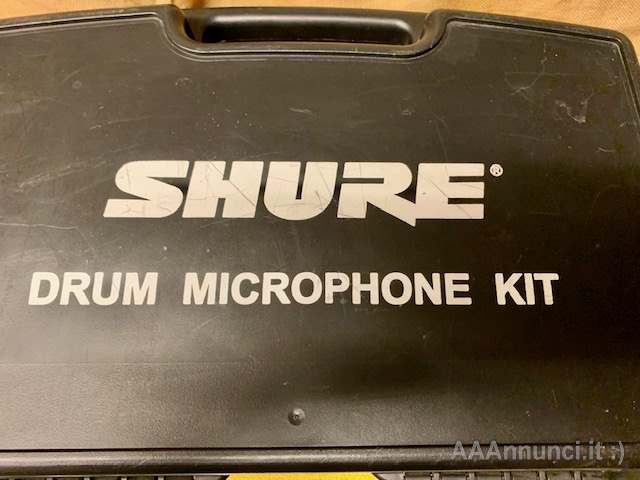 SHURE®
DRUM MICROPHONE KIT
AAAnnunci.it :)